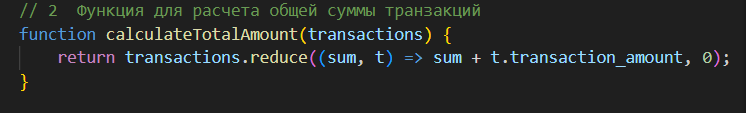 // 2  Функция для расчета общей суммы транзакций
function calculateTotalAmount(transactions) {
    return transactions.reduce((sum, t) => sum + t.transaction_amount, 0);
}